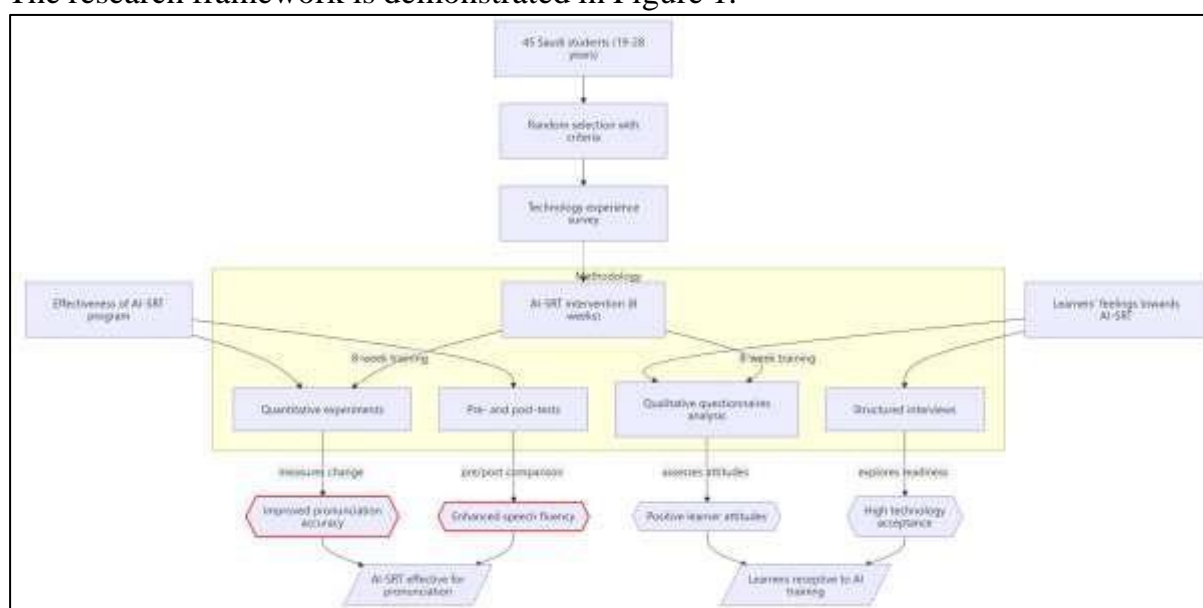 The research framework is demonstrated in Figure 1.
45 Saudi students (19-28
years)
Random selection with
criteria
Technology experience
survey
Methodology
Effectiveness of AI-SRT
program
AI-SRT intervention (8
weeks)
Learners' feelings towards
AI-SRT
8-week training
8-week training
Quantitative experiments
Pre- and post-tests
Qualitative questionnaires
analysis
Structured interviews
measures change
pre/post comparison
assesses attitudes
explores readiness
Improved pronunciation
accuracy
Enhanced speech fluency
Positive learner attitudes
High technology
acceptance
AI-SRT effective for
pronunciation
Learners receptive to AI
training